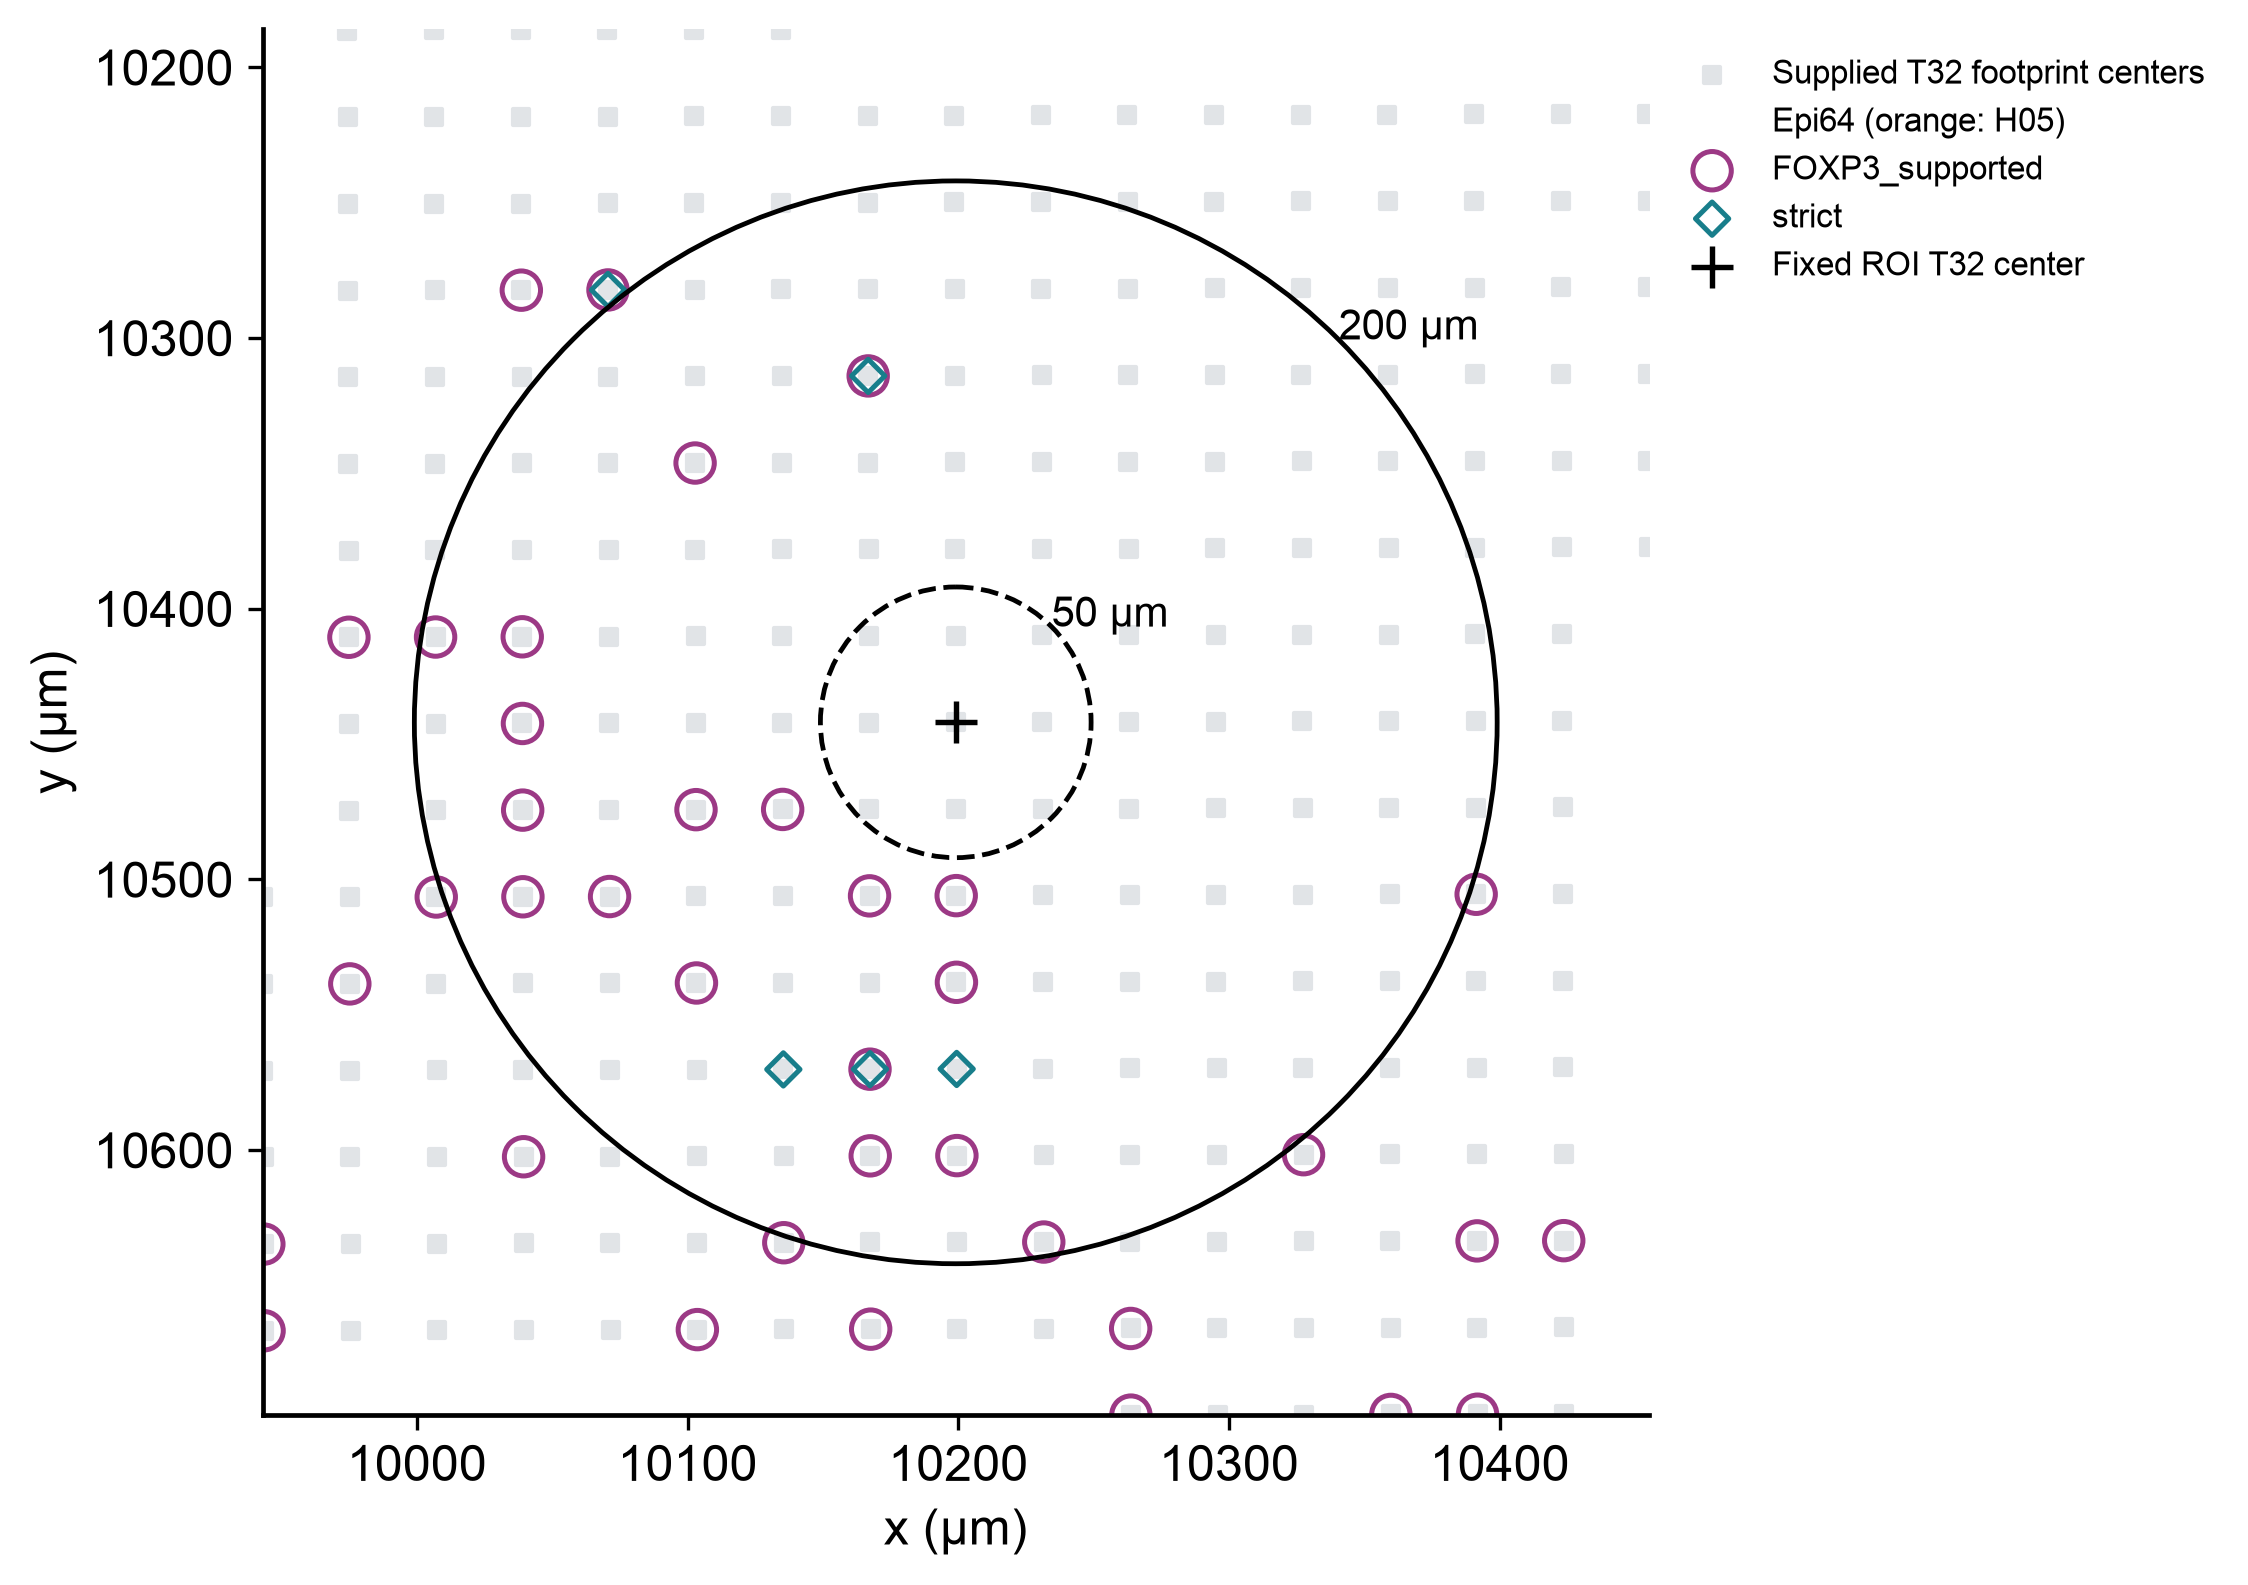 10200
10300
10400
10500
10600
y (µm)
10000
10100
10200
10300
10400
x (µm)
200 µm
50 µm
Supplied T32 footprint centers
Epi64 (orange: H05)
FOXP3_supported
strict
Fixed ROI T32 center